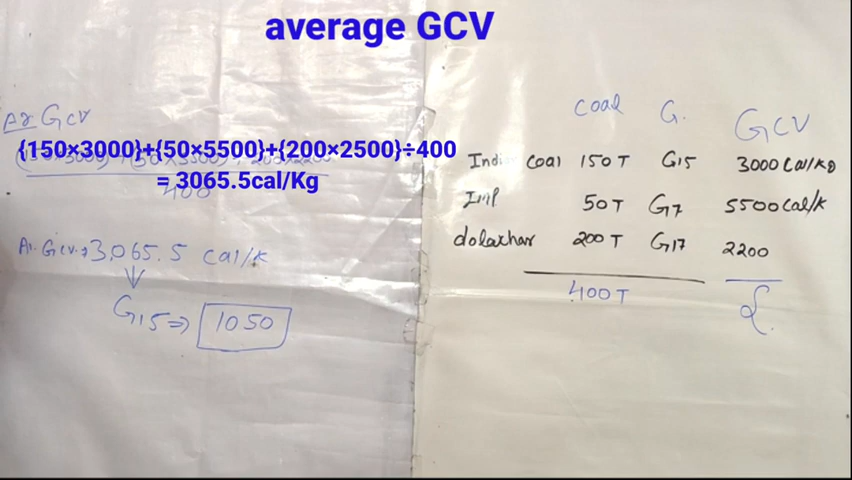 average GCV
Av GCV
{150×3000}+{50×5500}+{200×2500}÷400
= 3065.5cal/Kg
400
Av. Gcv. 3,065.5 cal/k
G15 ⇒ 1050
coal G. GCV
Indi coal 150 T G15 3000 Cal/Kg
Imp 50 T G7 5500 Cal/k
dolachar 200 T G17 2200
400 T